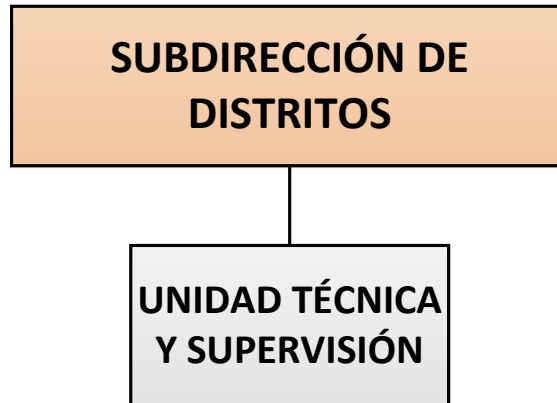 SUBDIRECCIÓN DE
DISTRITOS
UNIDAD TÉCNICA
Y SUPERVISIÓN